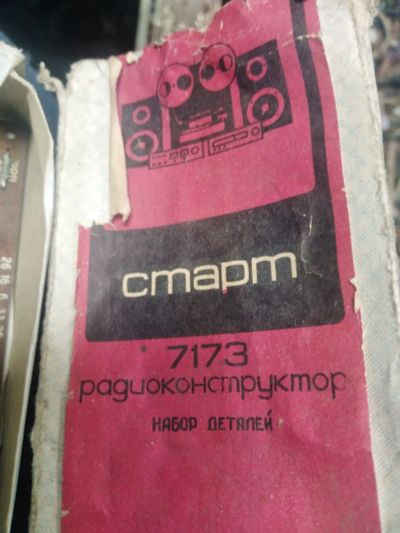 старт
7173
радиоконструктор
НАБОР ДЕТАЛЕЙ